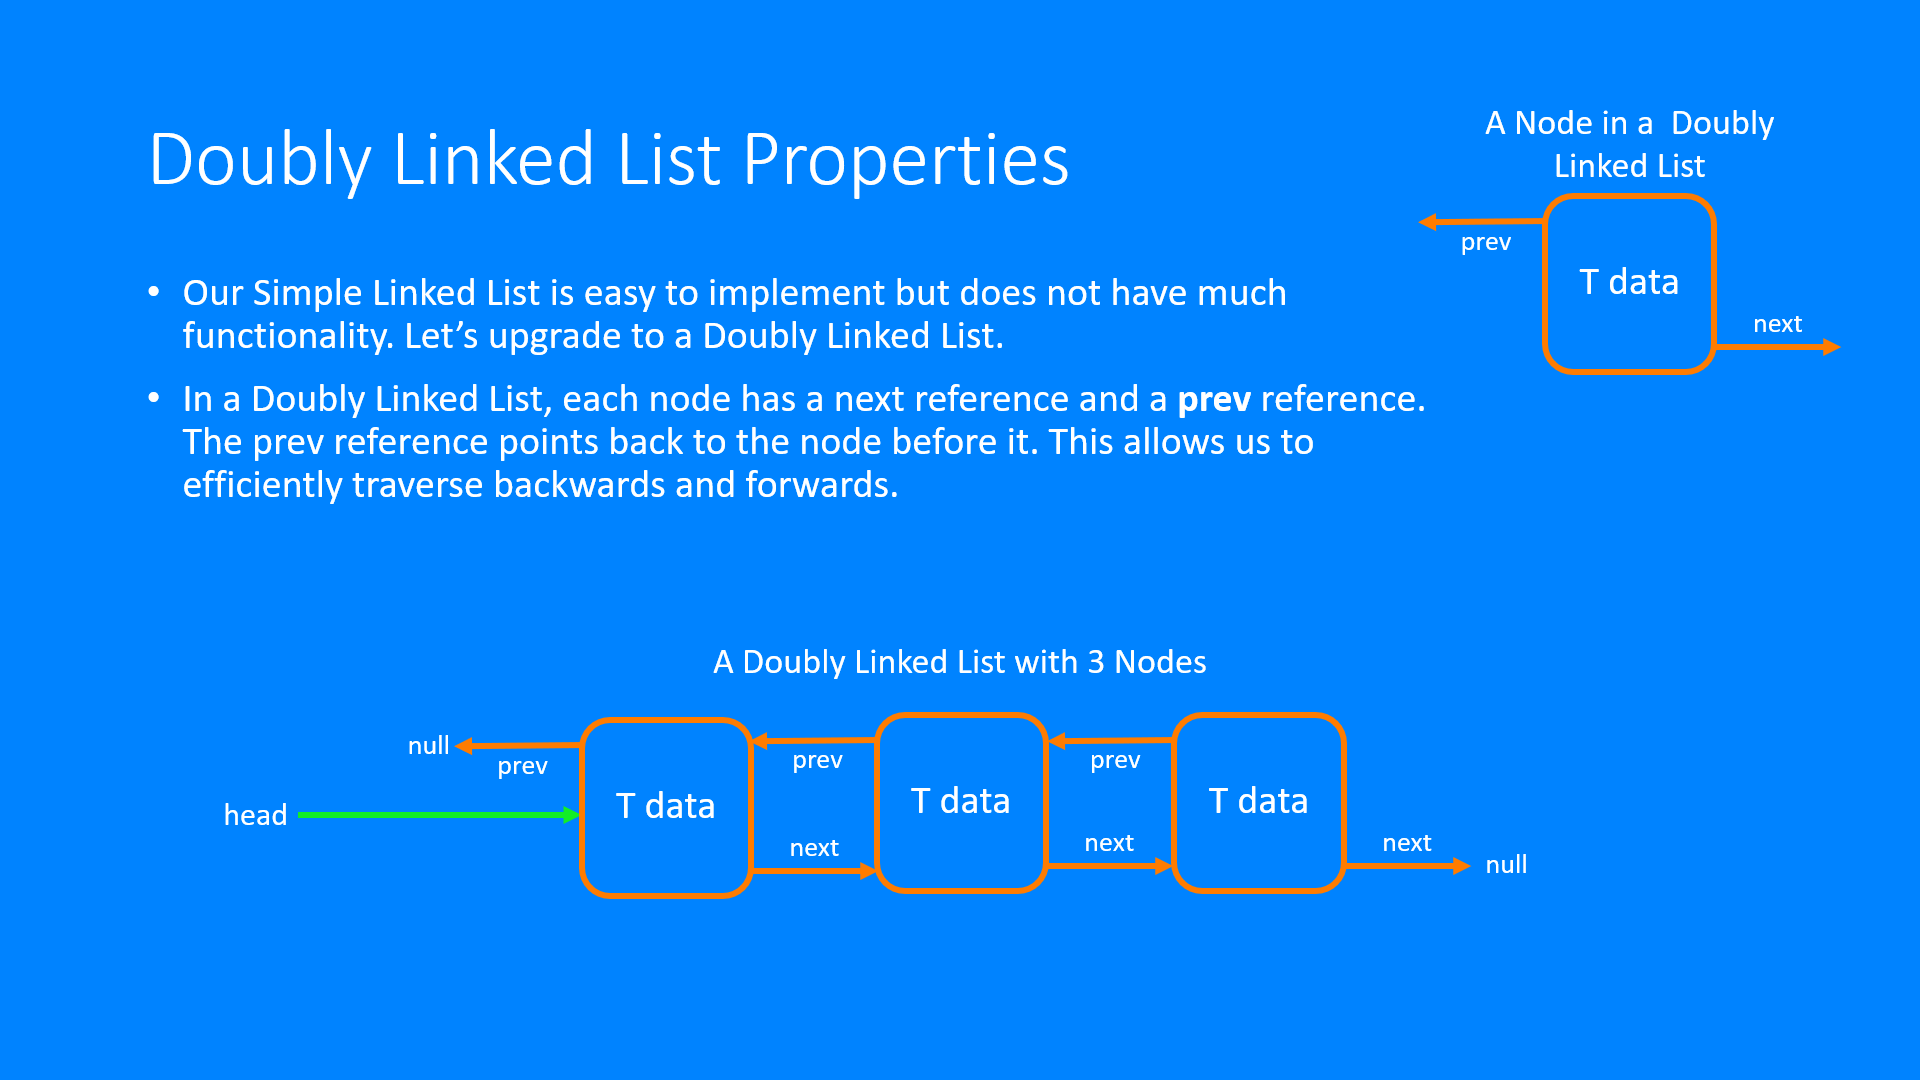 Doubly Linked List Properties
A Node in a  Doubly
Linked List
prev
T data
next
• Our Simple Linked List is easy to implement but does not have much
functionality. Let’s upgrade to a Doubly Linked List.
• In a Doubly Linked List, each node has a next reference and a prev reference.
The prev reference points back to the node before it. This allows us to
efficiently traverse backwards and forwards.
A Doubly Linked List with 3 Nodes
null
prev
prev
prev
head
T data
T data
T data
next
next
next
null